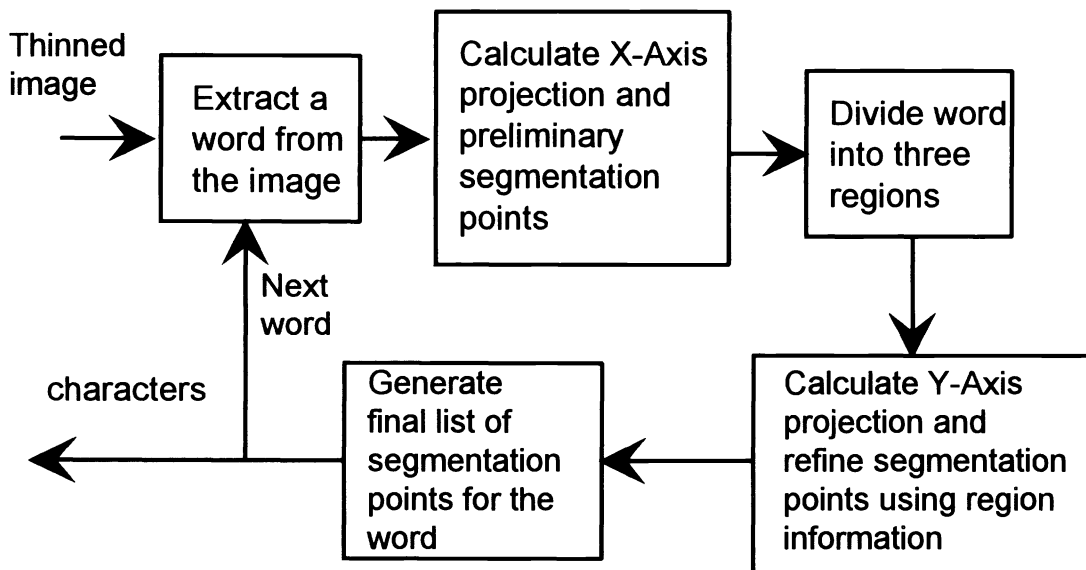 Thinned
image
Extract a
word from
the image
Calculate X-Axis
projection and
preliminary
segmentation
points
Divide word
into three
regions
Next
word
characters
Generate
final list of
segmentation
points for the
word
Calculate Y-Axis
projection and
refine segmentation
points using region
information